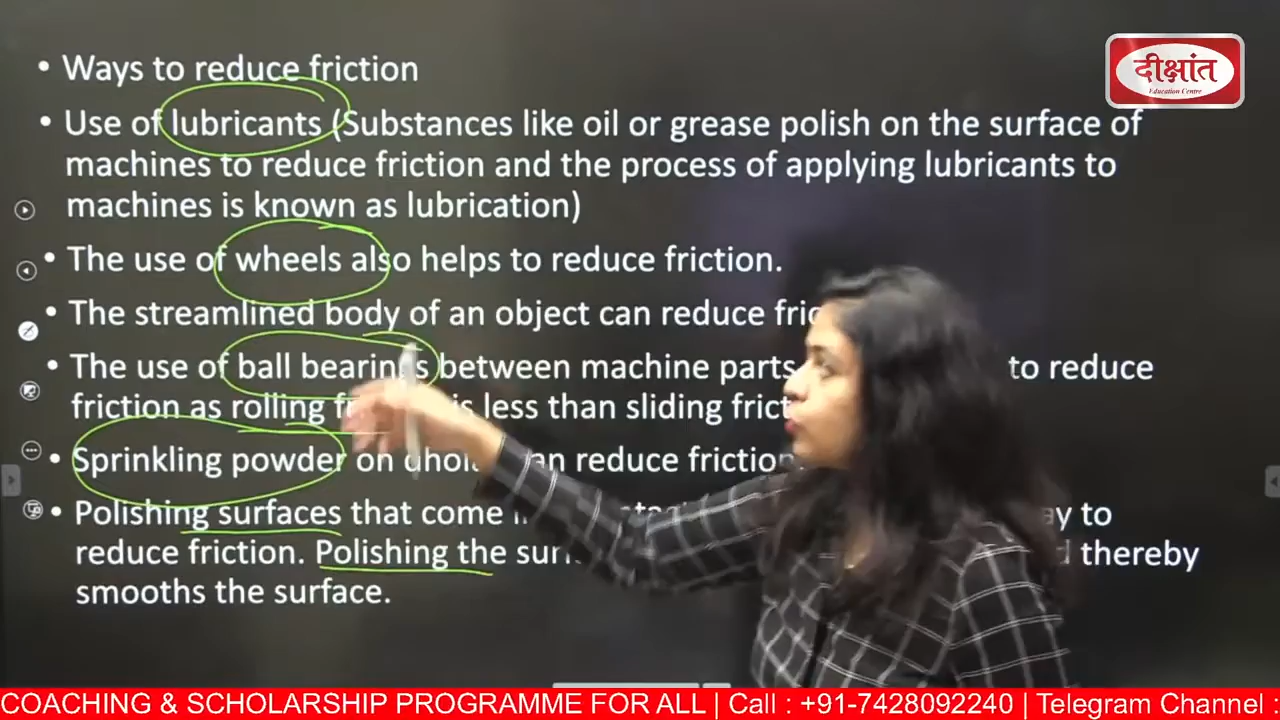 • Ways to reduce friction
• Use of lubricants (Substances like oil or grease polish on the surface of
machines to reduce friction and the process of applying lubricants to
machines is known as lubrication)
• The use of wheels also helps to reduce friction.
• The streamlined body of an object can reduce
• The use of ball bearings between machine parts to reduce
friction as rolling is less than sliding
• Sprinkling powder on reduce friction
• Polishing surfaces that come to
reduce friction. Polishing the thereby
smooths the surface.
दीक्षांत
Education Centre
COACHING & SCHOLARSHIP PROGRAMME FOR ALL | Call : +91-7428092240 | Telegram Channel :